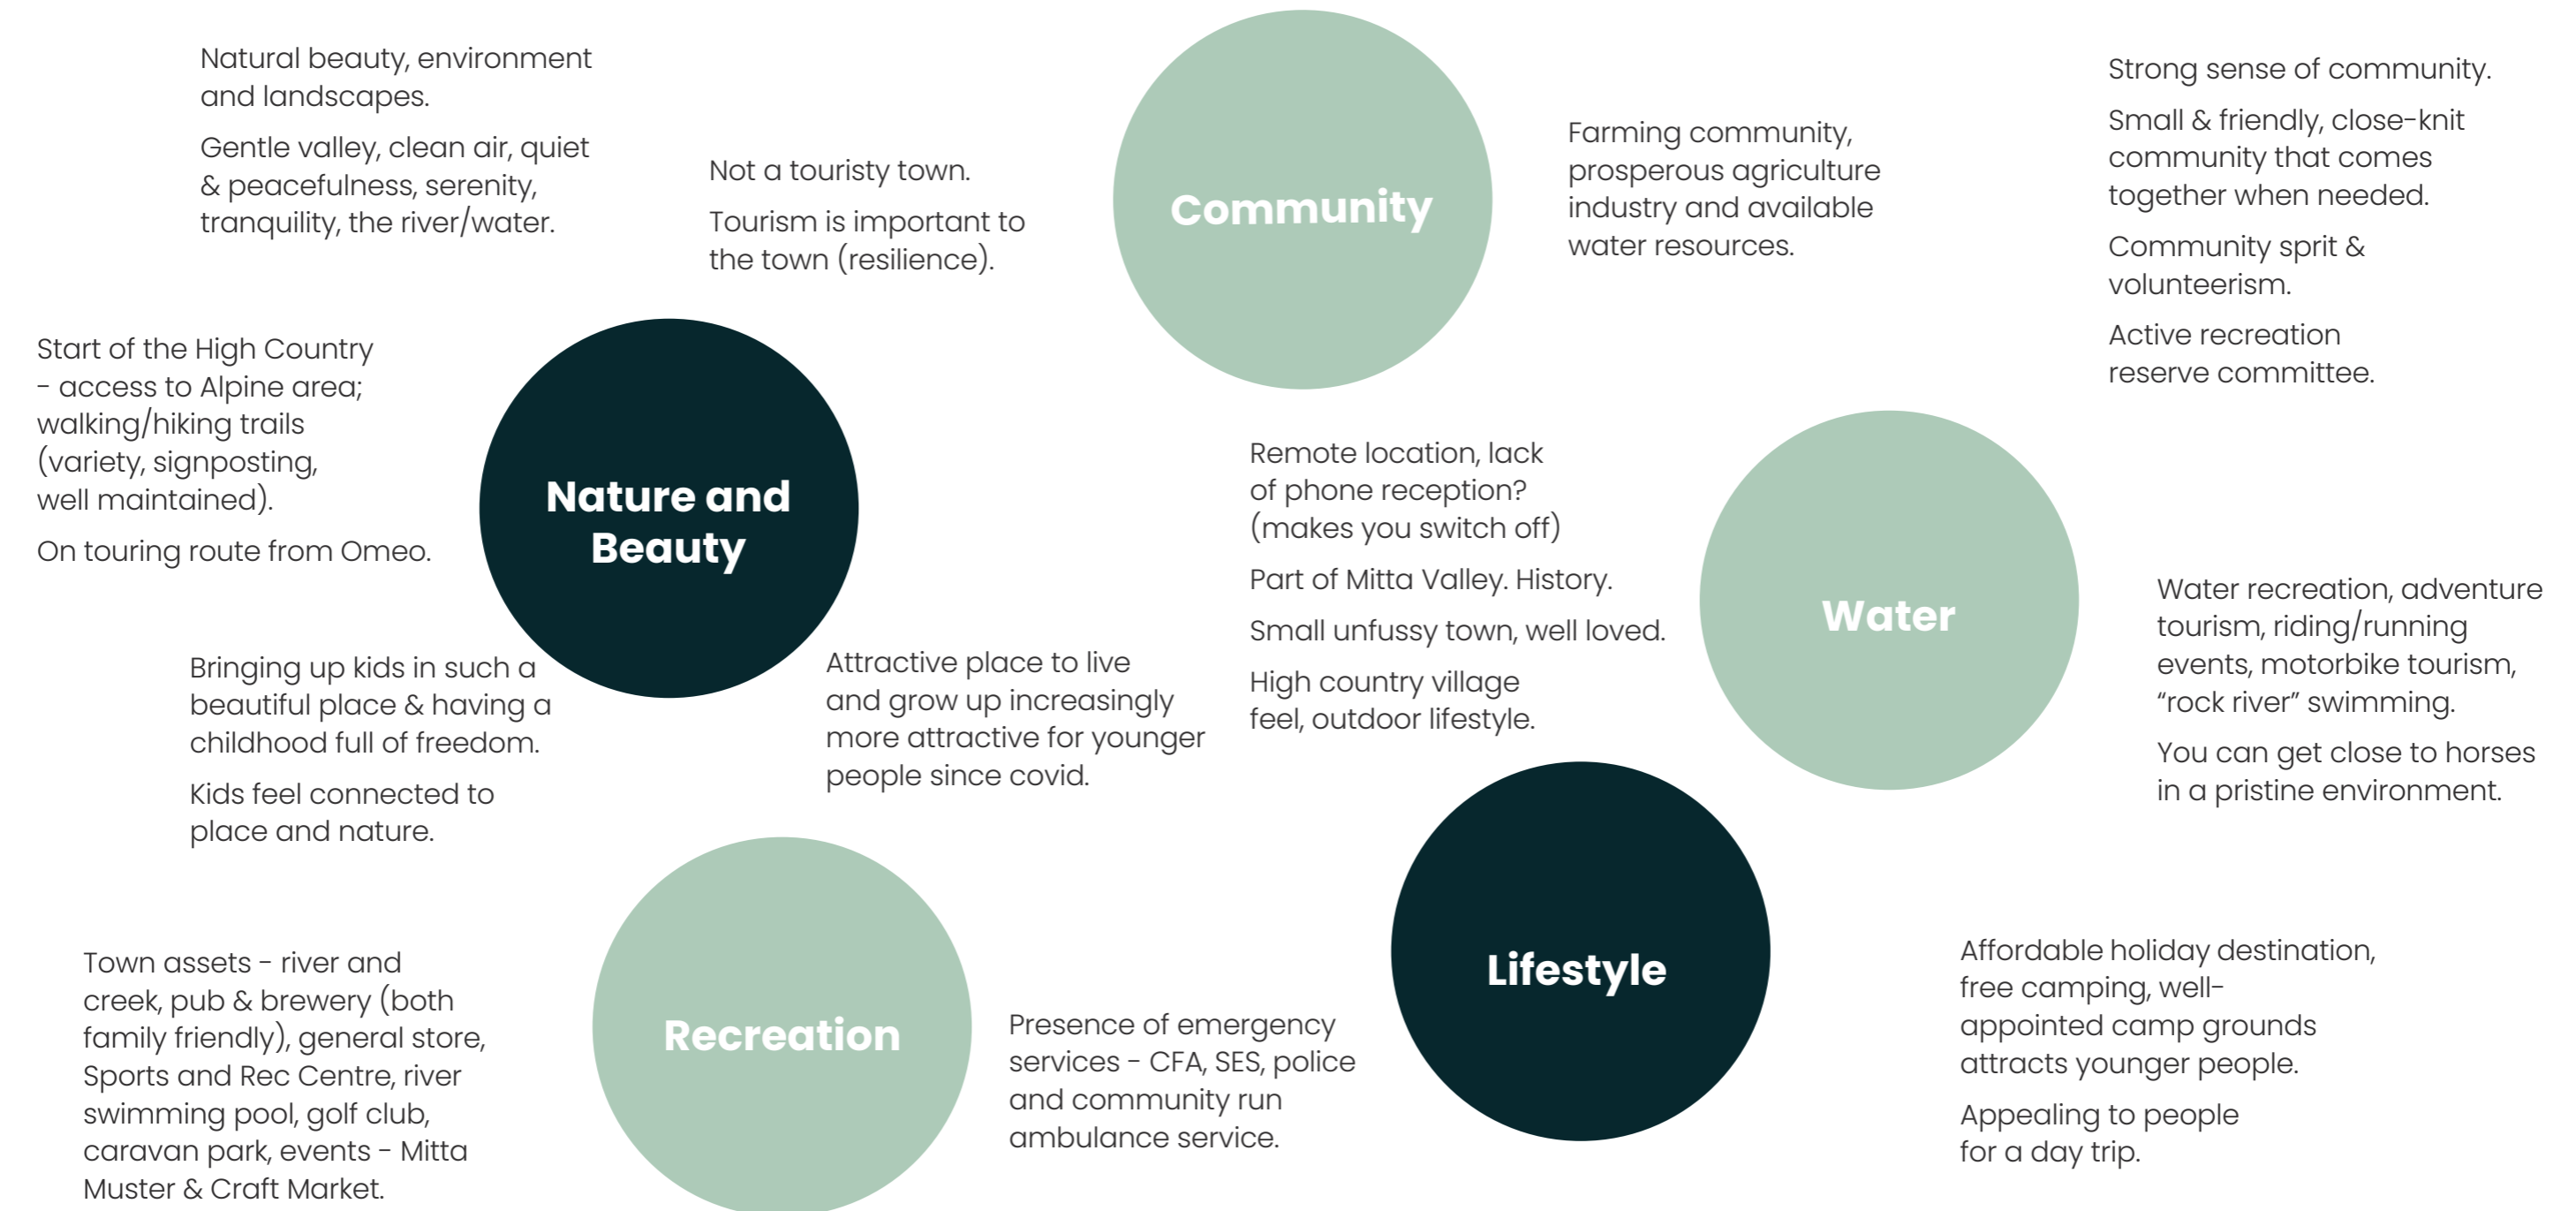 Natural beauty, environment
and landscapes.
Gentle valley, clean air, quiet
& peacefulness, serenity,
tranquility, the river/water.
Not a touristy town.
Tourism is important to
the town (resilience).
Community
Farming community,
prosperous agriculture
industry and available
water resources.
Strong sense of community.
Small & friendly, close-knit
community that comes
together when needed.
Community sprit &
volunteerism.
Active recreation
reserve committee.
Start of the High Country
- access to Alpine area;
walking/hiking trails
(variety, signposting,
well maintained).
On touring route from Omeo.
Nature and
Beauty
Remote location, lack
of phone reception?
(makes you switch off)
Part of Mitta Valley. History.
Small unfussy town, well loved.
High country village
feel, outdoor lifestyle.
Water
Water recreation, adventure
tourism, riding/running
events, motorbike tourism,
“rock river” swimming.
You can get close to horses
in a pristine environment.
Bringing up kids in such a
beautiful place & having a
childhood full of freedom.
Kids feel connected to
place and nature.
Attractive place to live
and grow up increasingly
more attractive for younger
people since covid.
Town assets - river and
creek, pub & brewery (both
family friendly), general store,
Sports and Rec Centre, river
swimming pool, golf club,
caravan park, events - Mitta
Muster & Craft Market.
Recreation
Presence of emergency
services - CFA, SES, police
and community run
ambulance service.
Lifestyle
Affordable holiday destination,
free camping, well-
appointed camp grounds
attracts younger people.
Appealing to people
for a day trip.